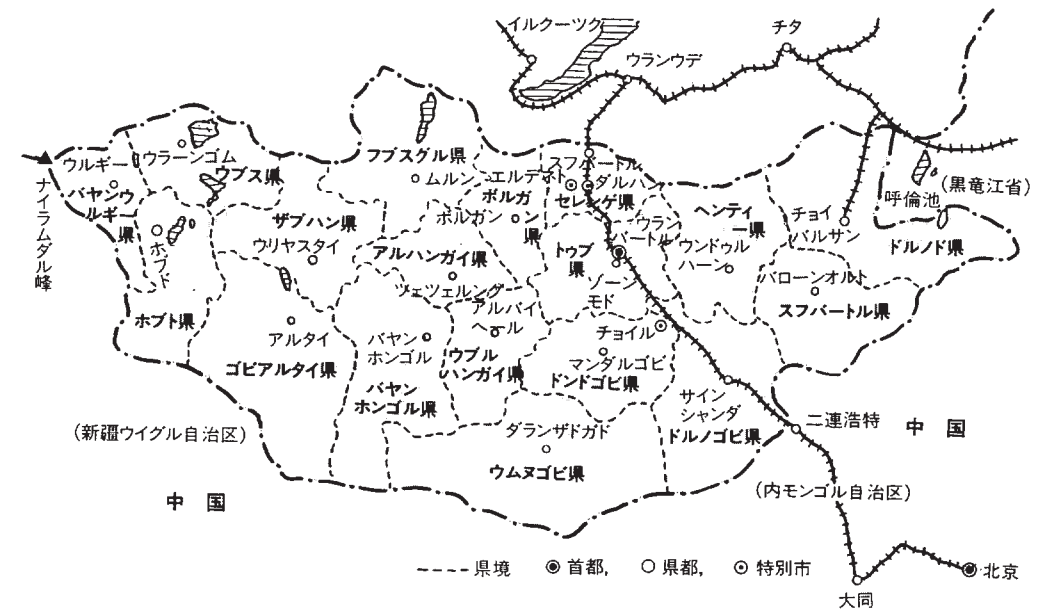 イルクーツク
チタ
ウランウデ
ウルギー
ウラーンゴム
ウブス県
フブスグル県
ムルン
エルデネト
スフバートル
ダルハン
セレンゲ県
バヤンウ
ルギー
県
ナイラムダル峰
ホブド
ザブハン県
ウリヤスタイ
ボルガ
ン
県
ボルガン
アルハンガイ県
ツェツェルレング
トゥブ
県
ウラン
バートル
ゾーン
モド
ヘンティ
ー県
ウンドゥル
ハーン
チョイ
バルサン
呼倫池
(黒竜江省)
ドルノド県
バローンオルト
スフバートル県
ホブト県
アルタイ
ゴビアルタイ県
バヤン
ホンゴル
バヤン
ホンゴル県
アルバイ
ヘール
ウブル
ハンガイ県
チョイル
マンダルゴビ
ドンドゴビ県
サイン
シャンダ
ドルノゴビ県
二連浩特
中国
(新疆ウイグル自治区)
中国
ダランザドガト
ウムヌゴビ県
(内モンゴル自治区)
県境 首都, 県都, 特別市
北京
大同